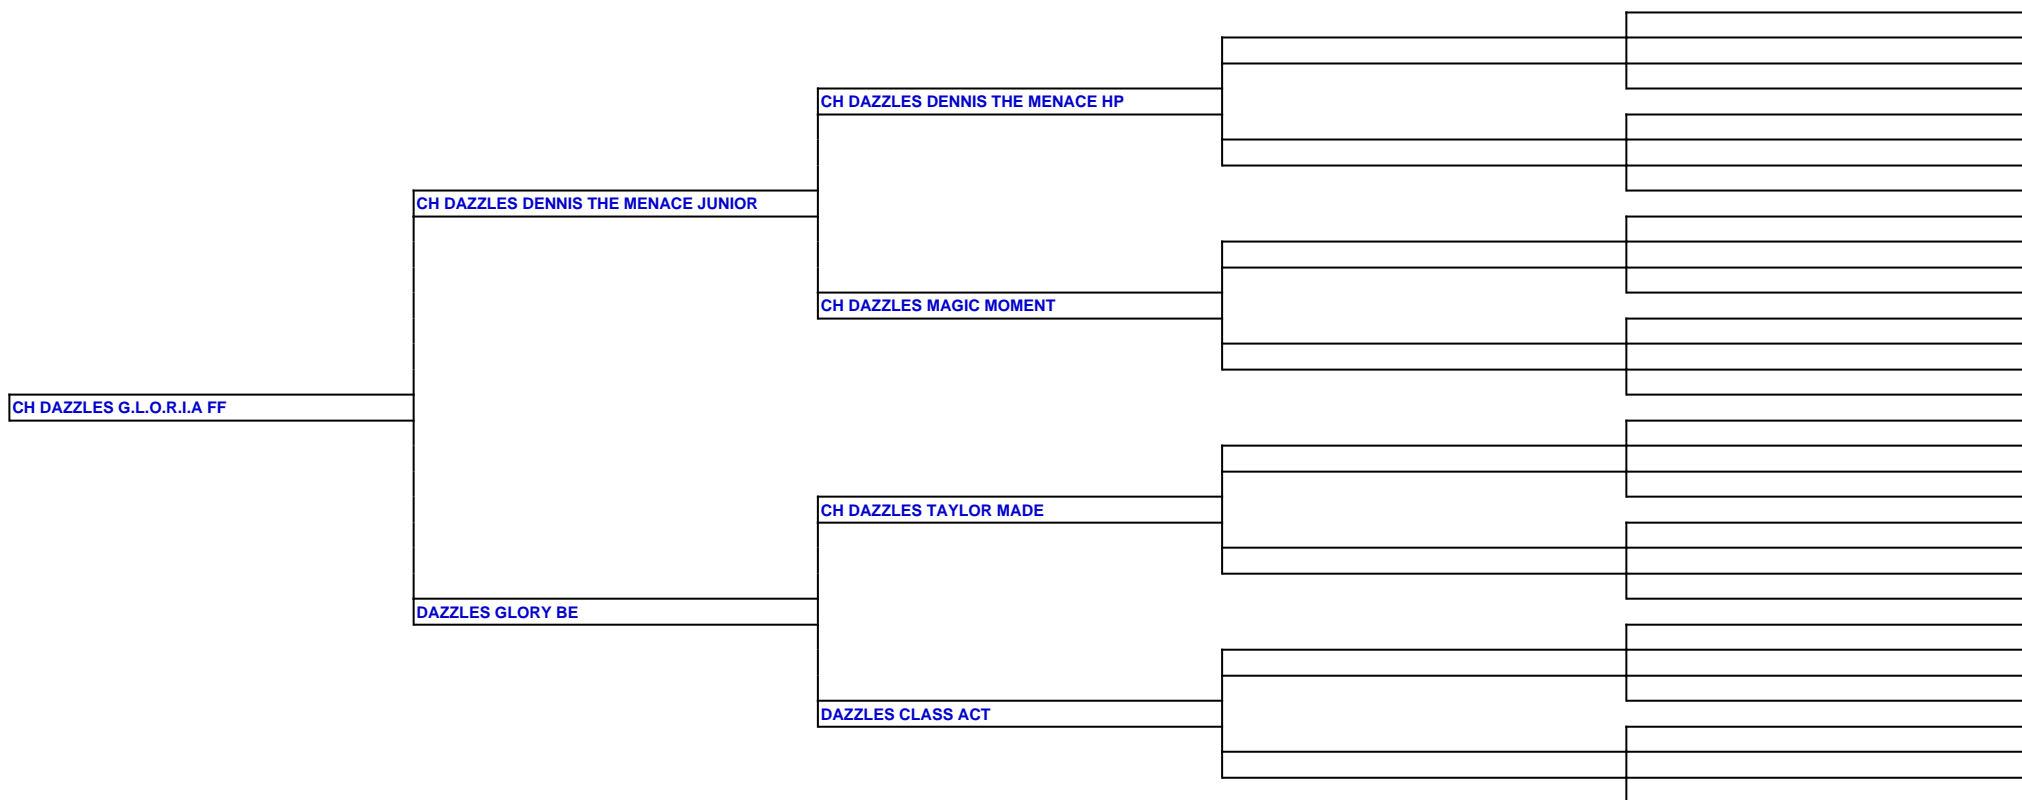 CH DAZZLES DENNIS THE MENACE HP
CH DAZZLES DENNIS THE MENACE JUNIOR
CH DAZZLES MAGIC MOMENT
CH DAZZLES G.L.O.R.I.A FF
CH DAZZLES TAYLOR MADE
DAZZLES GLORY BE
DAZZLES CLASS ACT